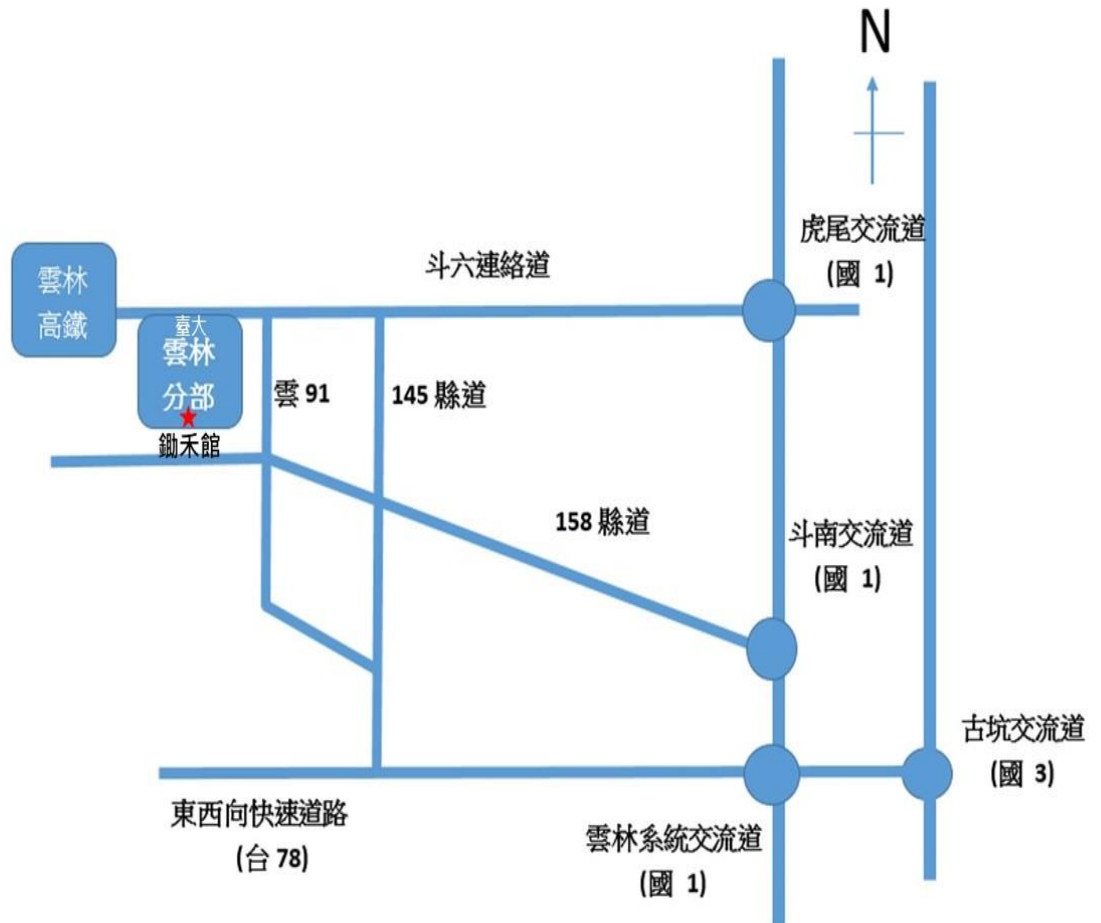 N
虎尾交流道
(國 1)
斗六連絡道
雲林
高鐵
臺大
雲林
分部
雲 91
145 縣道
鋤禾館
158 縣道
斗南交流道
(國 1)
古坑交流道
(國 3)
東西向快速道路
(台 78)
雲林系統交流道
(國 1)